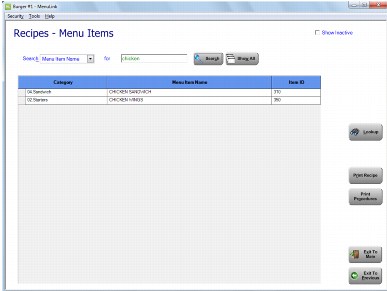 Burger #1 - MenuLink
Security Tools Help
Recipes - Menu Items
Show Inactive
Search Menu Item Name for chicken Search Show All
Category Menu Item Name Item ID
04 Sandwich CHICKEN SANDWICH 370
02 Starters CHICKEN WINGS 350
Lookup
Print Recipe
Print
Procedures
Exit To
Main
Exit To
Previous